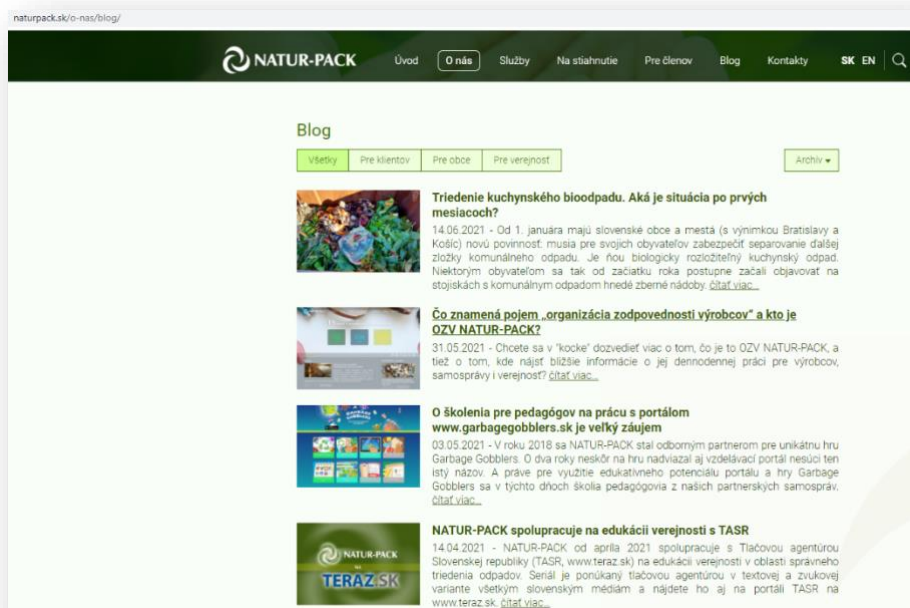 naturpack.sk/o-nas/blog/
NATUR-PACK Úvod O nás Služby Na stiahnutie Pre členov Blog Kontakty SK EN
Blog
Všetky Pre klientov Pre obce Pre verejnosť Archív
Triedenie kuchynského bioodpadu. Aká je situácia po prvých
mesiacoch?
14.06.2021 - Od 1. januára majú slovenské obce a mestá (s výnimkou Bratislavy a
Košíc) novú povinnosť: musia pre svojich obyvateľov zabezpečiť separovanie ďalšej
zložky komunálneho odpadu. Je ňou biologicky rozložiteľný kuchynský odpad.
Niektorým obyvateľom sa tak od začiatku roka postupne začali objavovať na
stojiskách s komunálnym odpadom hnedé zberné nádoby. čítať viac...
Čo znamená pojem „organizácia zodpovednosti výrobcov“ a kto je
OZV NATUR-PACK?
31.05.2021 - Chcete sa v "kocke" dozvedieť viac o tom, čo je to OZV NATUR-PACK, a
tiež o tom, kde nájsť bližšie informácie o jej dennodennej práci pre výrobcov,
samosprávy i verejnosť? čítať viac...
O školenia pre pedagógov na prácu s portálom
www.garbagegobblers.sk je veľký záujem
03.05.2021 - V roku 2018 sa NATUR-PACK stal odborným partnerom pre unikátnu hru
Garbage Gobblers. O dva roky neskôr na hru nadviazal aj vzdelávací portál nesúci ten
istý názov. A práve pre využitie edukatívneho potenciálu portálu a hry Garbage
Gobblers sa v týchto dňoch školia pedagógovia z našich partnerských samospráv.
čítať viac...
NATUR-PACK spolupracuje na edukácii verejnosti s TASR
14.04.2021 - NATUR-PACK od apríla 2021 spolupracuje s Tlačovou agentúrou
Slovenskej republiky (TASR, www.teraz.sk) na edukácii verejnosti v oblasti správneho
triedenia odpadov. Seriál je ponúkaný tlačovou agentúrou v textovej a zvukovej
variante všetkým slovenským médiám a nájdete ho aj na portáli TASR na
www.teraz.sk. čítať viac...
NATUR-PACK
TERAZ.SK